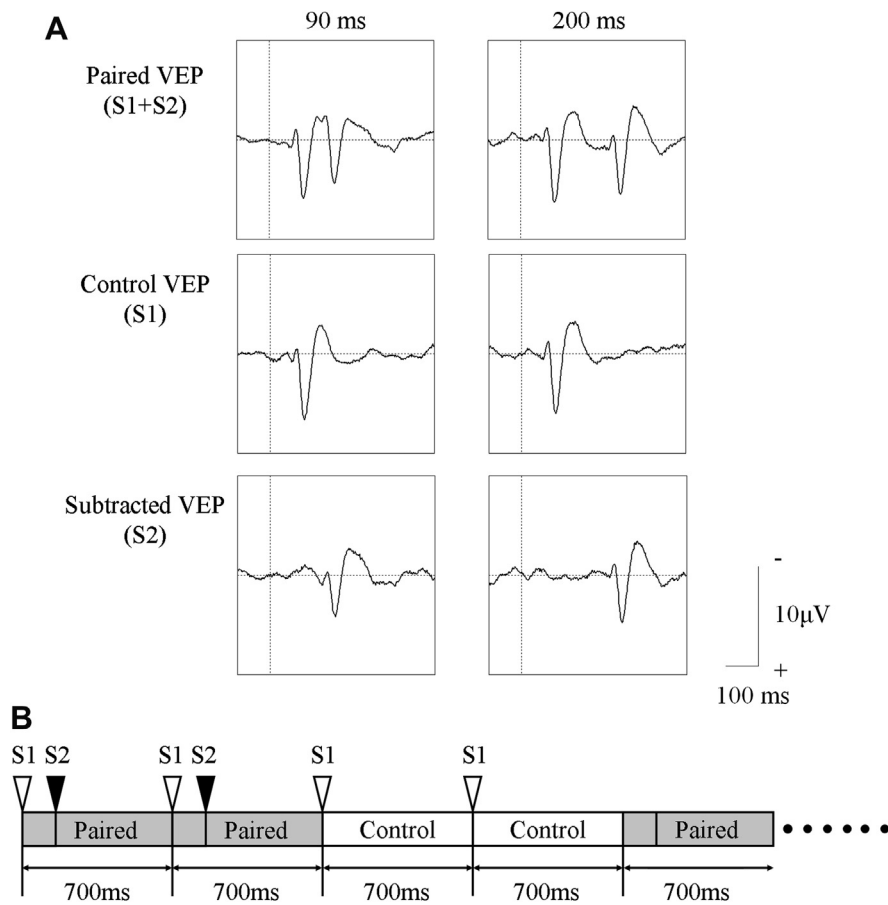 A
90 ms 200 ms
Paired VEP
(S1+S2)
Control VEP
(S1)
Subtracted VEP
(S2)
-
10μV
+
100 ms
B
S1 S2 S1 S2 S1 S1
Paired Paired Control Control Paired
700ms 700ms 700ms 700ms 700ms